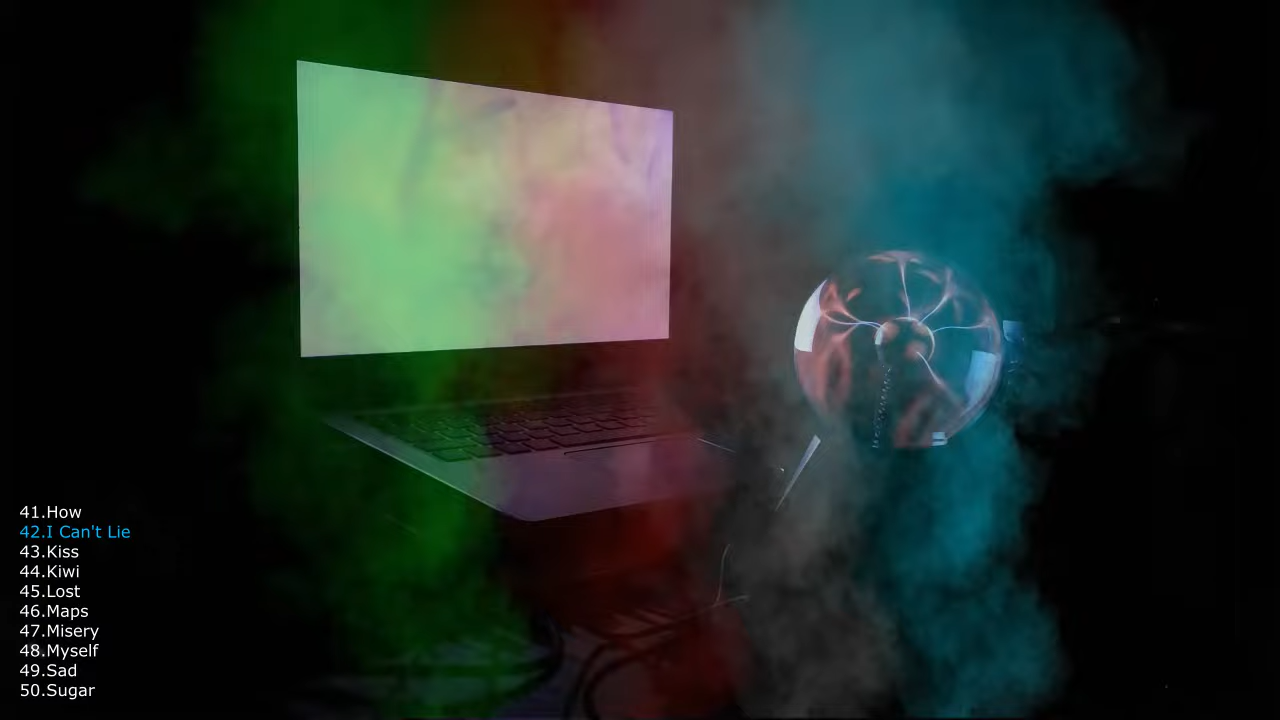 41.How
42.I Can't Lie
43.Kiss
44.Kiwi
45.Lost
46.Maps
47.Misery
48.Myself
49.Sad
50.Sugar